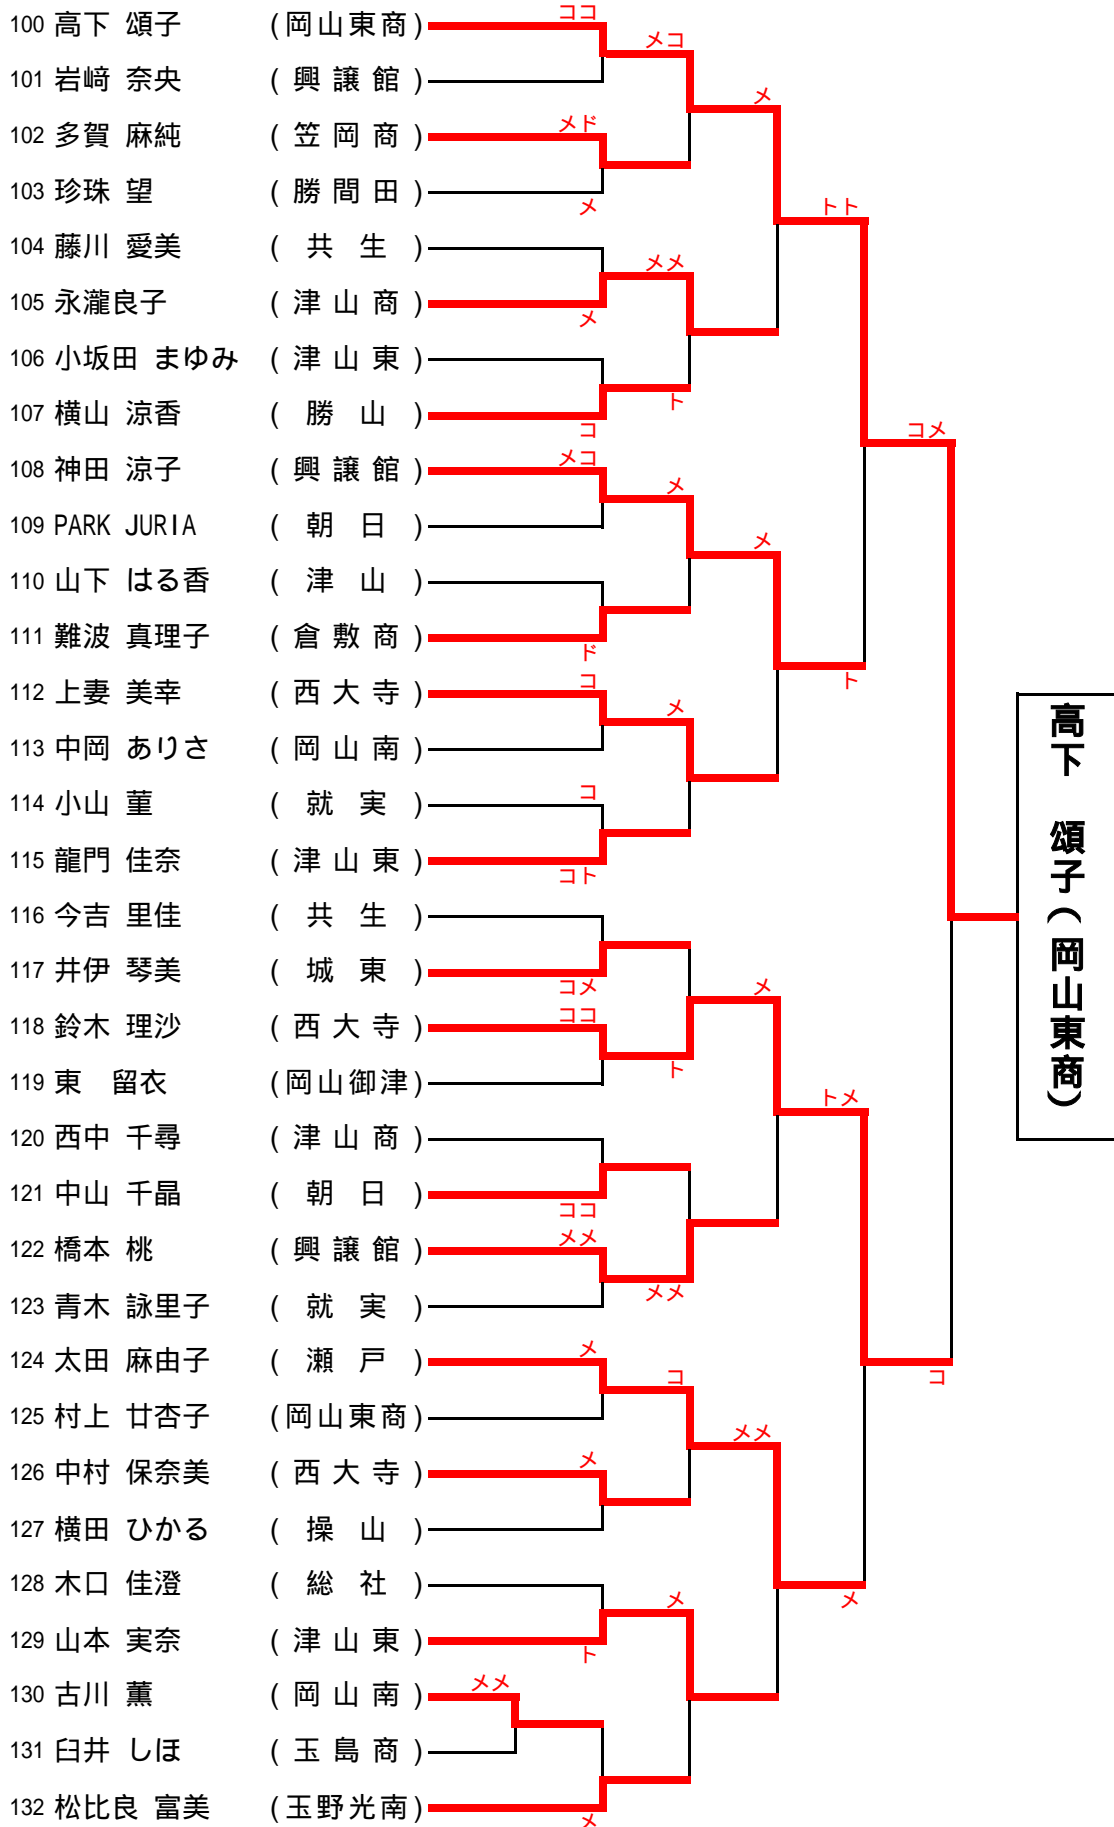 ココ
100 高下 頌子 (岡山東商)
メコ
101 岩﨑 奈央 (興譲館)
メ
メド
102 多賀 麻純 (笠岡商)
103 珍珠 望 (勝間田)
メ
トト
104 藤川 愛美 (共生)
メメ
105 永瀧良子 (津山商)
メ
106 小坂田 まゆみ (津山東)
ト
107 横山 涼香 (勝山)
コ
コメ
メコ
108 神田 涼子 (興譲館)
メ
109 PARK JURIA (朝日)
メ
110 山下 はる香 (津山)
111 難波 真理子 (倉敷商)
ド
ト
コ
112 上妻 美幸 (西大寺)
メ
113 中岡 ありさ (岡山南)
コ
114 小山 菫 (就実)
115 龍門 佳奈 (津山東)
コト
高下 頌子(岡山東商)
116 今吉 里佳 (共生)
117 井伊 琴美 (城東)
コメ
メ
ココ
118 鈴木 理沙 (西大寺)
ト
119 東 留衣 (岡山御津)
トメ
120 西中 千尋 (津山商)
121 中山 千晶 (朝日)
ココ
メメ
122 橋本 桃 (興譲館)
メメ
123 青木 詠里子 (就実)
メ
124 太田 麻由子 (瀬戸)
コ
コ
125 村上 廿杏子 (岡山東商)
メメ
メ
126 中村 保奈美 (西大寺)
127 横田 ひかる (操山)
128 木口 佳澄 (総社)
メ
メ
129 山本 実奈 (津山東)
ト
メメ
130 古川 薫 (岡山南)
131 臼井 しほ (玉島商)
132 松比良 富美 (玉野光南)
メ